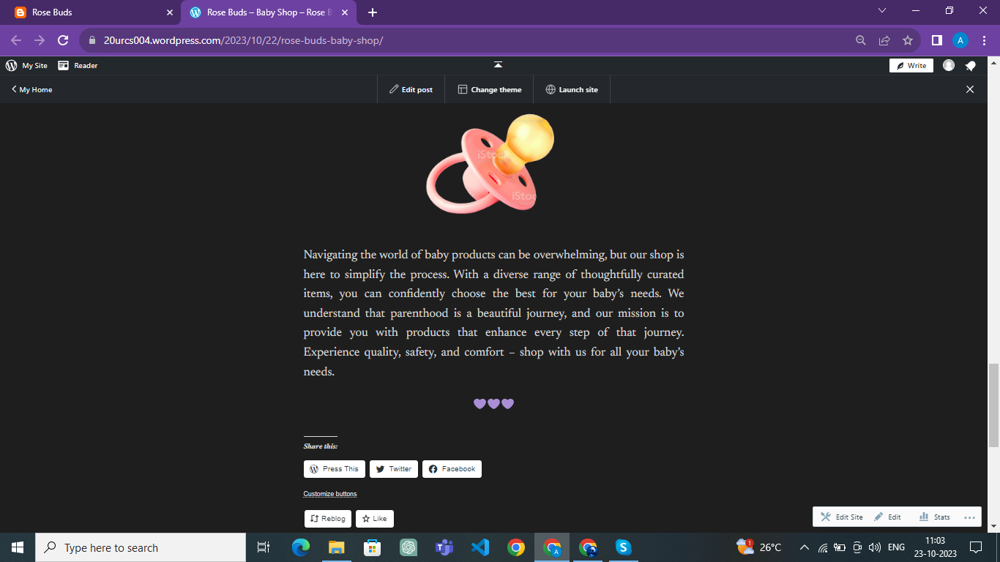 Rose Buds
Rose Buds – Baby Shop – Rose B
20urcs004.wordpress.com/2023/10/22/rose-buds-baby-shop/
A
My Site
Reader
Write
My Home
Edit post
Change theme
Launch site
iStock
iStoc
Navigating the world of baby products can be overwhelming, but our shop is
here to simplify the process. With a diverse range of thoughtfully curated
items, you can confidently choose the best for your baby’s needs. We
understand that parenthood is a beautiful journey, and our mission is to
provide you with products that enhance every step of that journey.
Experience quality, safety, and comfort – shop with us for all your baby’s
needs.
Share this:
Press This
Twitter
Facebook
Customize buttons
Reblog
Like
Edit Site
Edit
Stats
Type here to search
A
1
26°C
ENG
11:03
23-10-2023